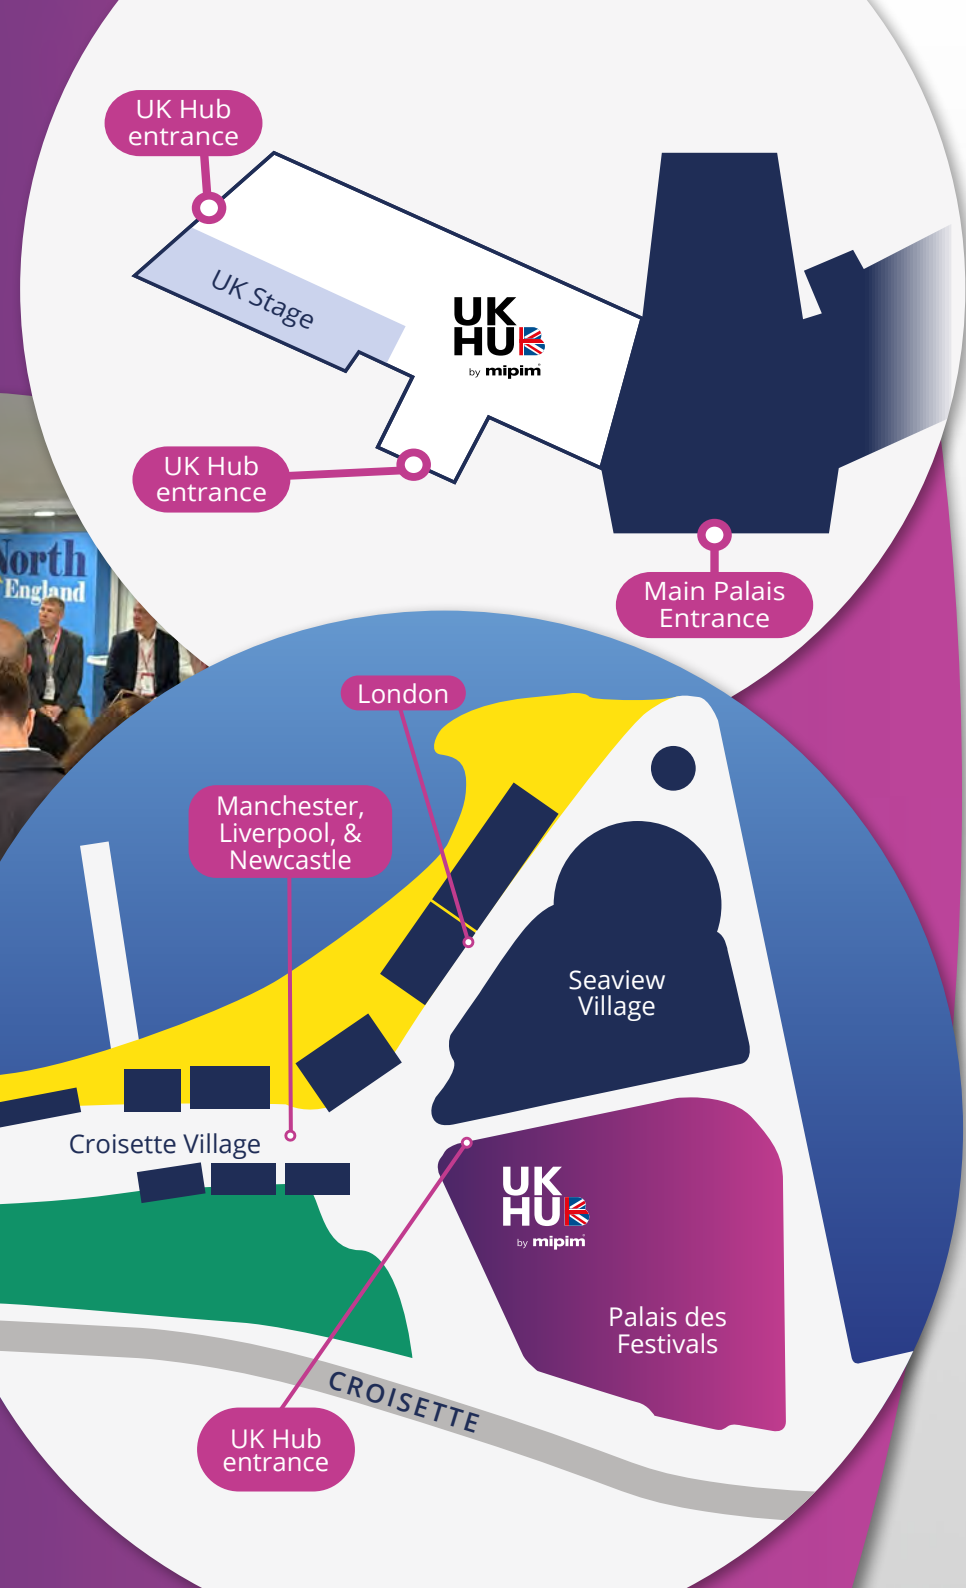 UK Hub
entrance
UK Stage
UK
HUB
by mipim
UK Hub
entrance
Main Palais
Entrance
North
England
London
Manchester,
Liverpool, &
Newcastle
Seaview
Village
Croisette Village
UK
HUB
by mipim
Palais des
Festivals
CROISETTE
UK Hub
entrance